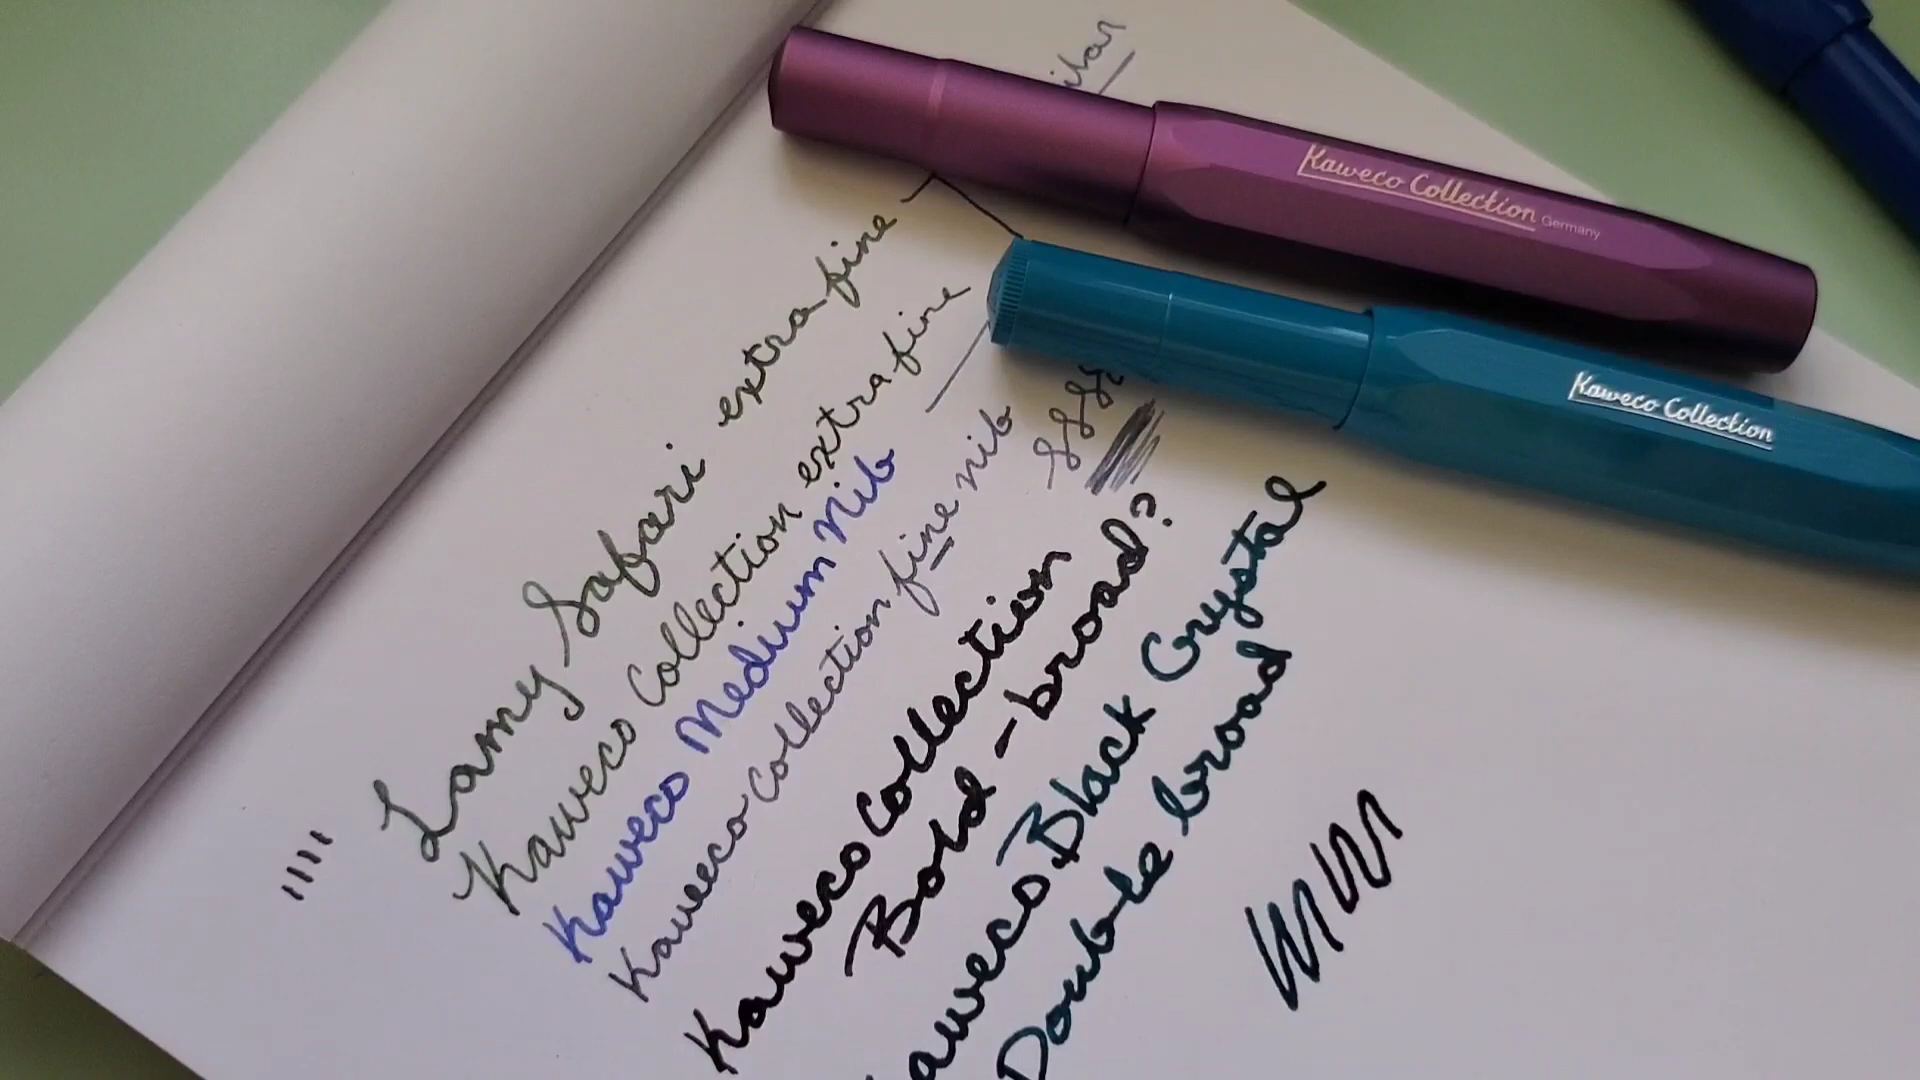 Kaweco Collection Germany
Kaweco Collection
Lamy Safari extra fine
Kaweco Collection extra fine
Kaweco Medium Nib
Kaweco Collection fine nib
Kaweco Collection
Bold - broad?
Kaweco Black Crystal
Double broad